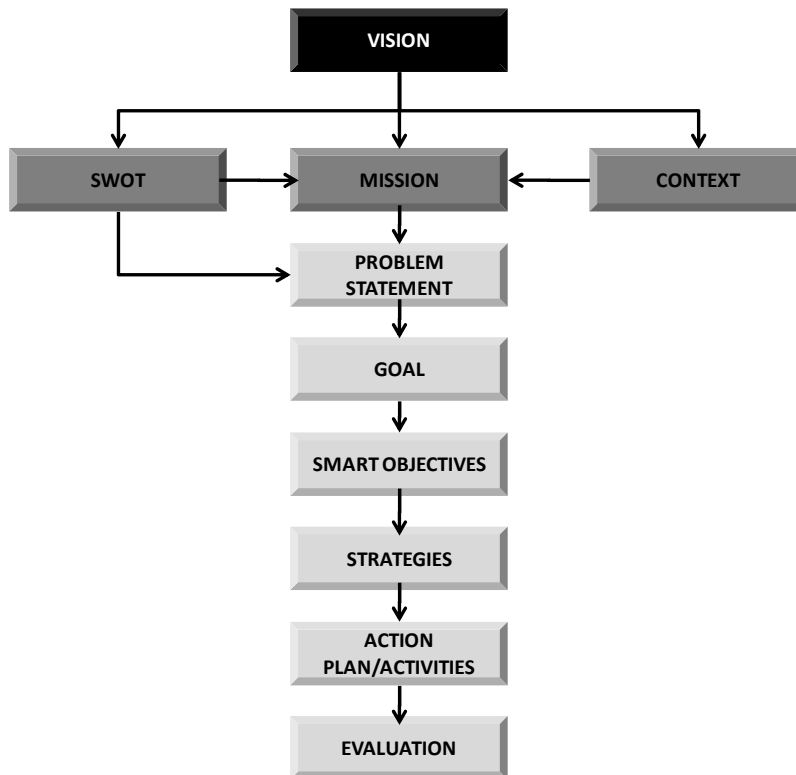 VISION
SWOT
MISSION
CONTEXT
PROBLEM
STATEMENT
GOAL
SMART OBJECTIVES
STRATEGIES
ACTION
PLAN/ACTIVITIES
EVALUATION